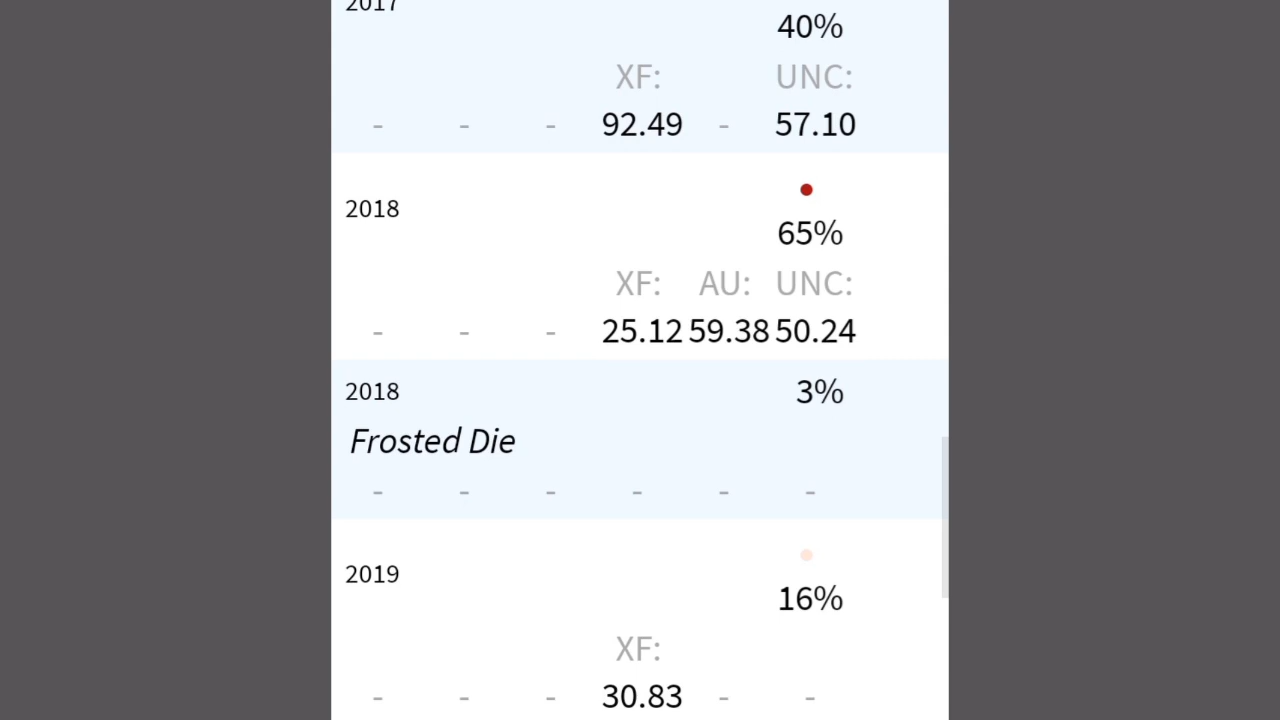 2017
40%
XF: UNC:
- - - 92.49 - 57.10
2018
65%
XF: AU: UNC:
- - - 25.12 59.38 50.24
2018 3%
Frosted Die
- - - - - -
2019
16%
XF:
- - - 30.83 - -